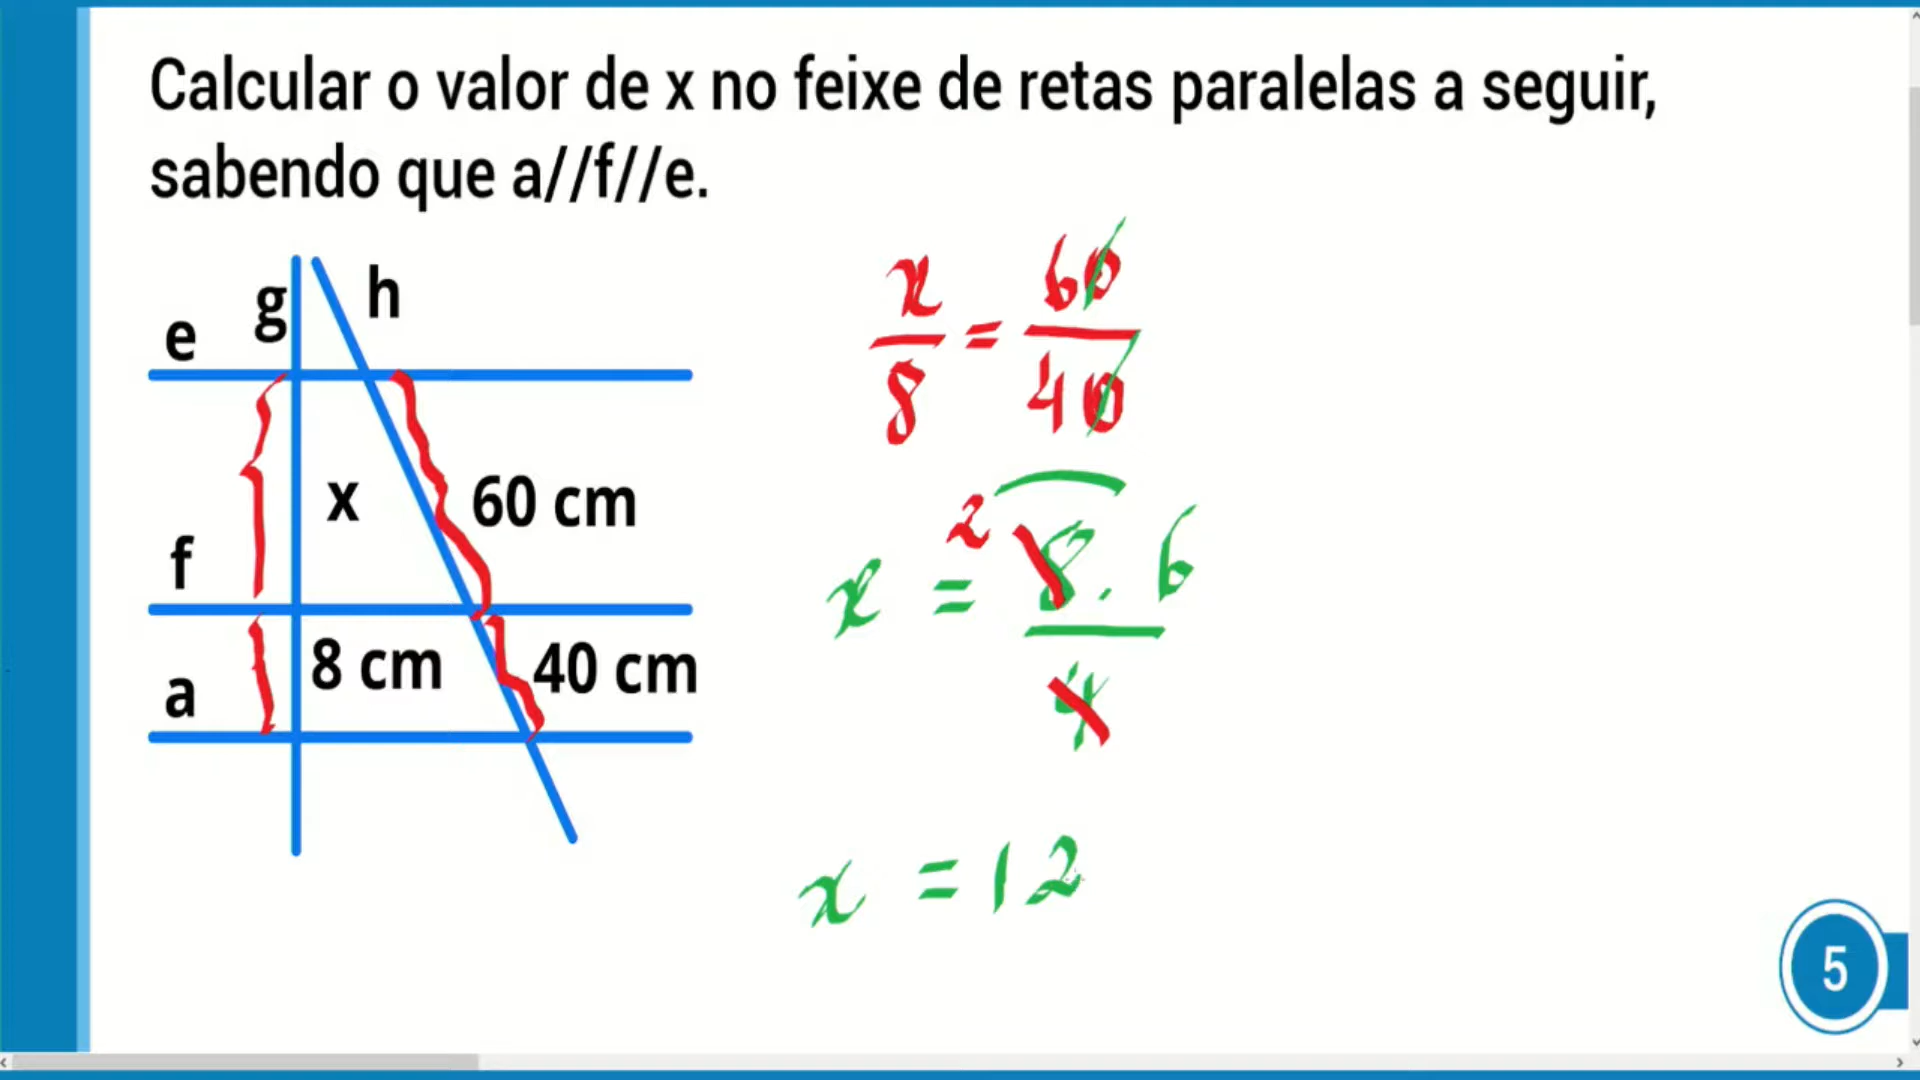 Calcular o valor de x no feixe de retas paralelas a seguir,
sabendo que a//f//e.
g h
e
x 60 cm
f
8 cm 40 cm
a
x/8 = 60/40
2
x = 8.6/4
x = 12
5